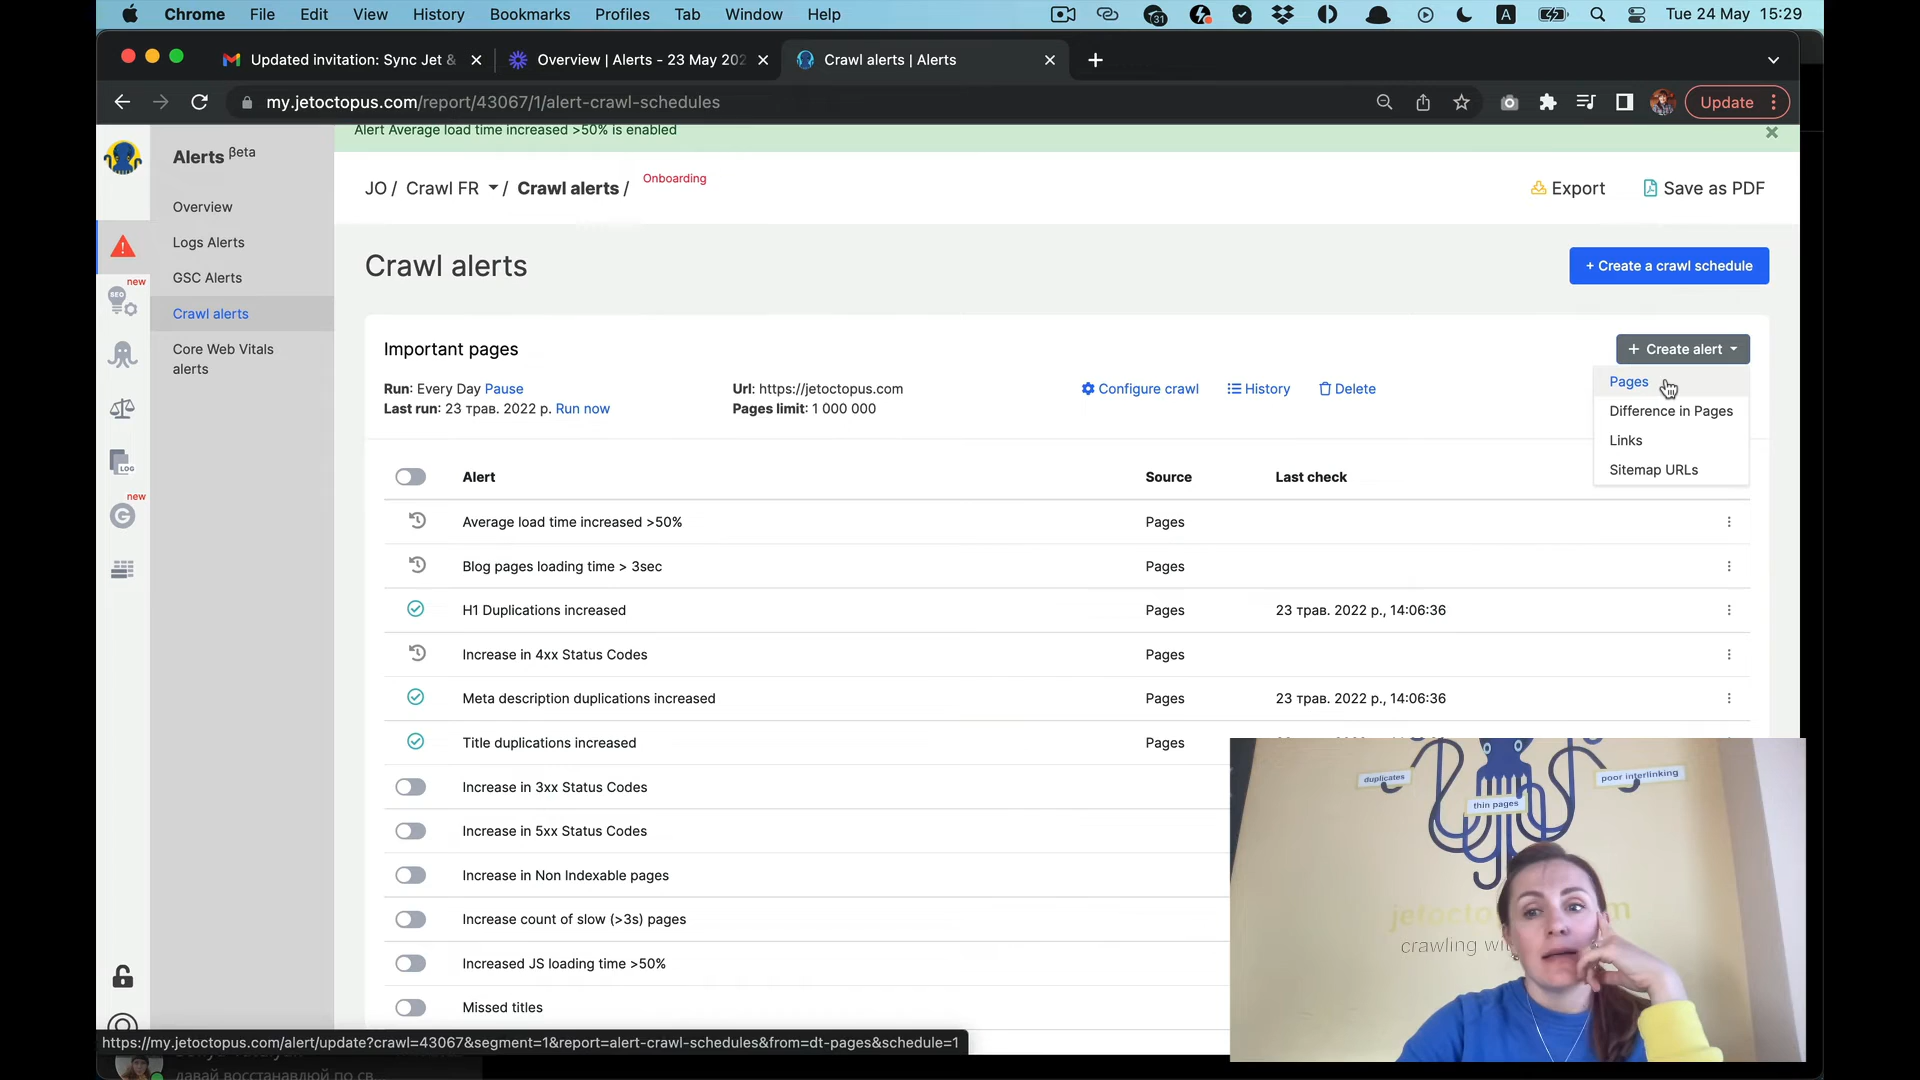 Chrome File Edit View History Bookmarks Profiles Tab Window Help
31 A Tue 24 May 15:29
Updated invitation: Sync Jet &
Overview | Alerts - 23 May 202
Crawl alerts | Alerts
my.jetoctopus.com/report/43067/1/alert-crawl-schedules
Update
Alert Average load time increased >50% is enabled
Alerts βeta
Overview
Logs Alerts
GSC Alerts
Crawl alerts
Core Web Vitals
alerts
new
SEO
LOG
new
G
JO / Crawl FR / Crawl alerts / Onboarding
Export
Save as PDF
Crawl alerts
+ Create a crawl schedule
Important pages
+ Create alert
Pages
Difference in Pages
Links
Sitemap URLs
Run: Every Day Pause
Last run: 23 трав. 2022 р. Run now
Url: https://jetoctopus.com
Pages limit: 1 000 000
Configure crawl
History
Delete
Alert Source Last check
Average load time increased >50% Pages
Blog pages loading time > 3sec Pages
H1 Duplications increased Pages 23 трав. 2022 р., 14:06:36
Increase in 4xx Status Codes Pages
Meta description duplications increased Pages 23 трав. 2022 р., 14:06:36
Title duplications increased Pages
Increase in 3xx Status Codes
Increase in 5xx Status Codes
Increase in Non Indexable pages
Increase count of slow (>3s) pages
Increased JS loading time >50%
Missed titles
https://my.jetoctopus.com/alert/update?crawl=43067&segment=1&report=alert-crawl-schedules&from=dt-pages&schedule=1
давай восстанавлюй по св.
duplicates
thin pages
poor interlinking
crawling